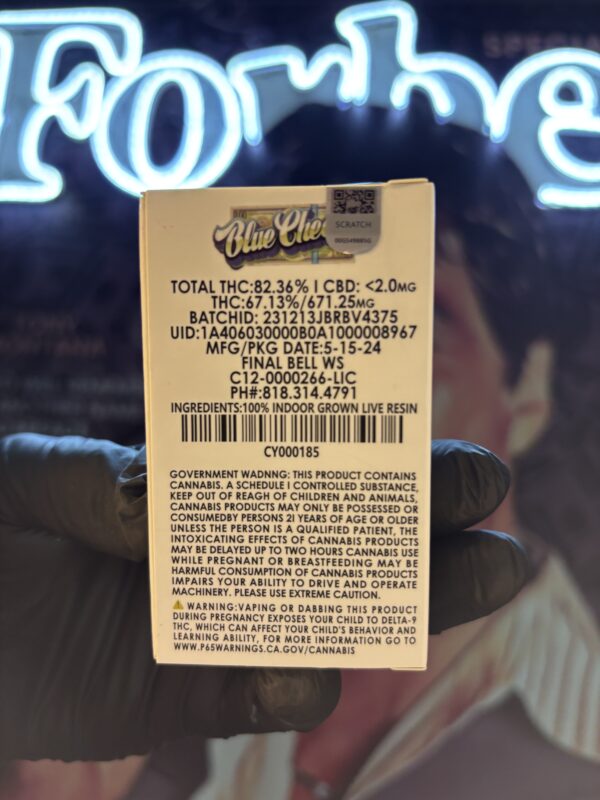 Forbe
SPECIA
Blue Che
SCRATCH
TOTAL THC:82.36% I CBD: <2.0MG
THC:67.13%/671.25MG
BATCHID: 231213JBRBV4375
UID:1A406030000B0A1000008967
MFG/PKG DATE:5-15-24
FINAL BELL WS
C12-0000266-LIC
PH#:818.314.4791
INGREDIENTS:100% INDOOR GROWN LIVE RESIN
CY000185
GOVERNMENT WADNNG: THIS PRODUCT CONTAINS
CANNABIS. A SCHEDULE I CONTROLLED SUBSTANCE,
KEEP OUT OF REAGH OF CHILDREN AND ANIMALS,
CANNABIS PRODUCTS MAY ONLY BE POSSESSED OR
CONSUMEDBY PERSONS 2I YEARS OF AGE OR OLDER
UNLESS THE PERSON IS A QUALIFIED PATIENT, THE
INTOXICATING EFFECTS OF CANNABIS PRODUCTS
MAY BE DELAYED UP TO TWO HOURS CANNABIS USE
WHILE PREGNANT OR BREASTFEEDING MAY BE
HARMFUL CONSUMPTION OF CANNABIS PRODUCTS
IMPAIRS YOUR ABILITY TO DRIVE AND OPERATE
MACHINERY. PLEASE USE EXTREME CAUTION.
WARNING:VAPING OR DABBING THIS PRODUCT
DURING PREGNANCY EXPOSES YOUR CHILD TO DELTA-9
THC, WHICH CAN AFFECT YOUR CHILD'S BEHAVIOR AND
LEARNING ABILITY, FOR MORE INFORMATION GO TO
WWW.P65WARNINGS.CA.GOV/CANNABIS